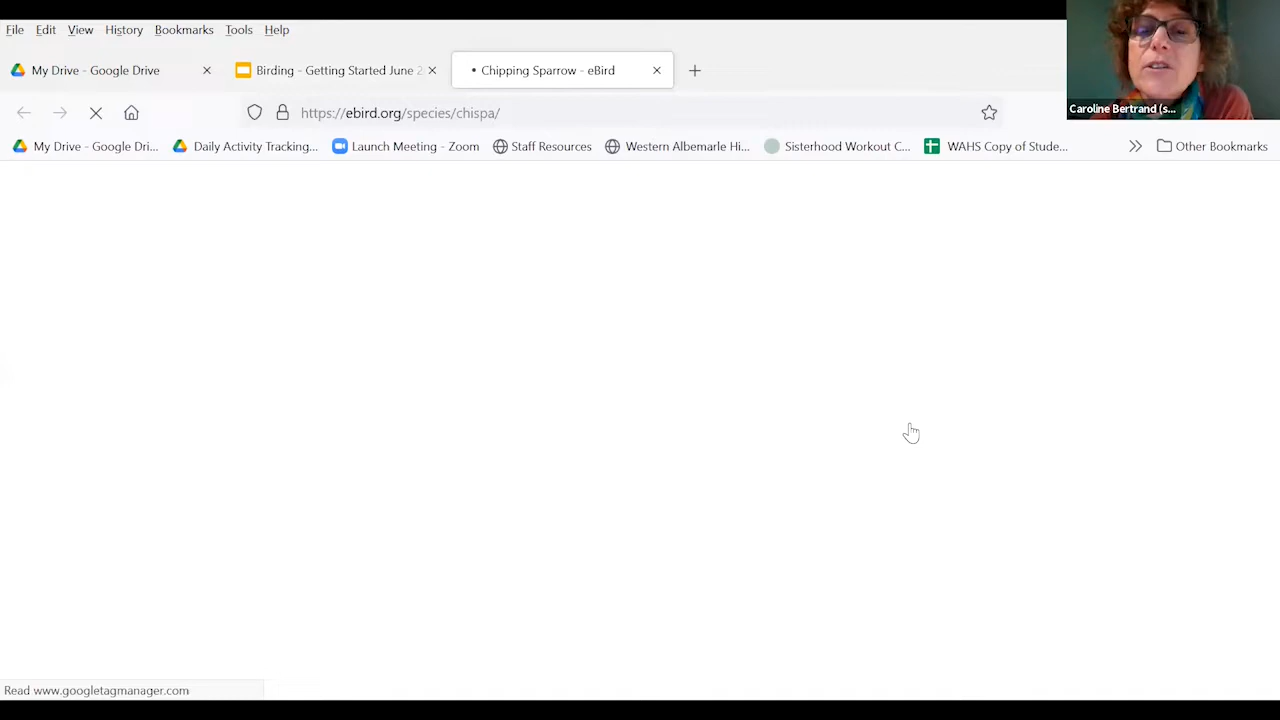 File Edit View History Bookmarks Tools Help
My Drive - Google Drive
Birding - Getting Started June 2
Chipping Sparrow - eBird
https://ebird.org/species/chispa/
My Drive - Google Dri... Daily Activity Tracking... Launch Meeting - Zoom Staff Resources Western Albemarle Hi... Sisterhood Workout C... WAHS Copy of Stude... Other Bookmarks
Caroline Bertrand (s...
Read www.googletagmanager.com